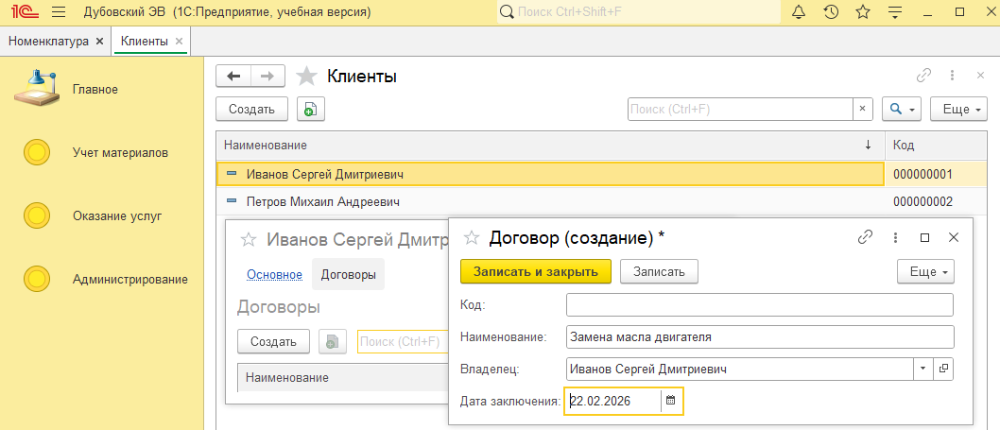 1С Дубовский ЭВ (1С:Предприятие, учебная версия) Поиск Ctrl+Shift+F
Номенклатура × Клиенты ×
Главное
Учет материалов
Оказание услуг
Администрирование
Клиенты
Создать Поиск (Ctrl+F) × Еще
Наименование ↓ Код
Иванов Сергей Дмитриевич 000000001
Петров Михаил Андреевич 000000002
Иванов Сергей Дмитр
Основное Договоры
Договоры
Создать Поиск (Ctrl+F)
Наименование
Договор (создание) *
Записать и закрыть Записать Еще
Код:
Наименование: Замена масла двигателя
Владелец: Иванов Сергей Дмитриевич
Дата заключения: 22.02.2026